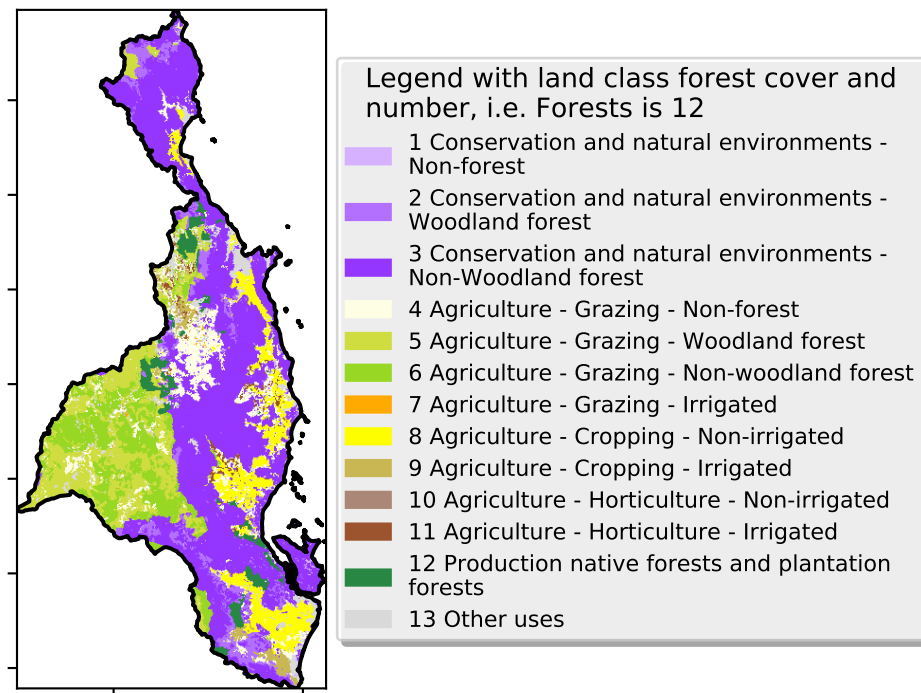 Legend with land class forest cover and
number, i.e. Forests is 12
1 Conservation and natural environments -
Non-forest
2 Conservation and natural environments -
Woodland forest
3 Conservation and natural environments -
Non-Woodland forest
4 Agriculture - Grazing - Non-forest
5 Agriculture - Grazing - Woodland forest
6 Agriculture - Grazing - Non-woodland forest
7 Agriculture - Grazing - Irrigated
8 Agriculture - Cropping - Non-irrigated
9 Agriculture - Cropping - Irrigated
10 Agriculture - Horticulture - Non-irrigated
11 Agriculture - Horticulture - Irrigated
12 Production native forests and plantation
forests
13 Other uses